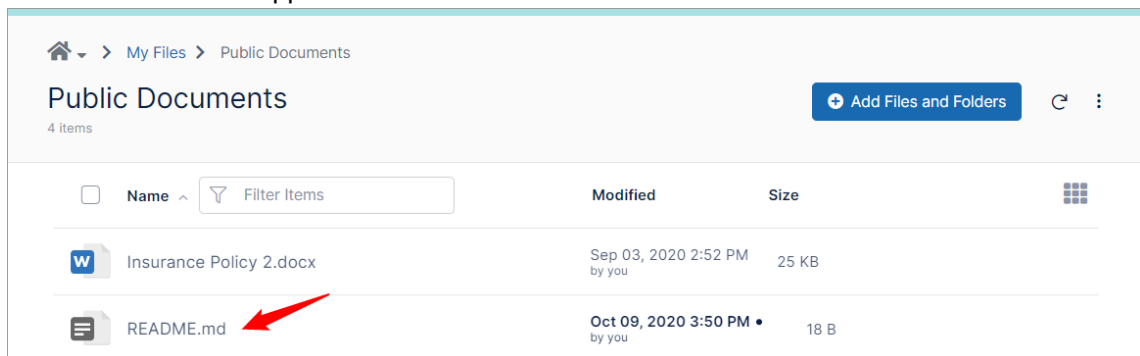 My Files > Public Documents
Public Documents
Add Files and Folders
4 items
Name Filter Items Modified Size
Insurance Policy 2.docx Sep 03, 2020 2:52 PM 25 KB
by you
README.md Oct 09, 2020 3:50 PM • 18 B
by you